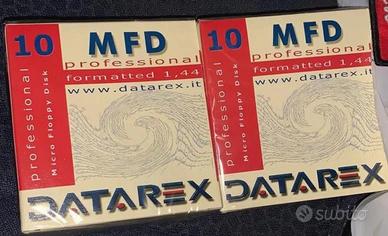 10 MFD
professional
formatted 1,44
www.datarex.it
professional
Micro Floppy Disk
DATAREX
10 MFD
professional
formatted 1,44
www.datarex.it
professional
Micro Floppy Disk
DATAREX
subito